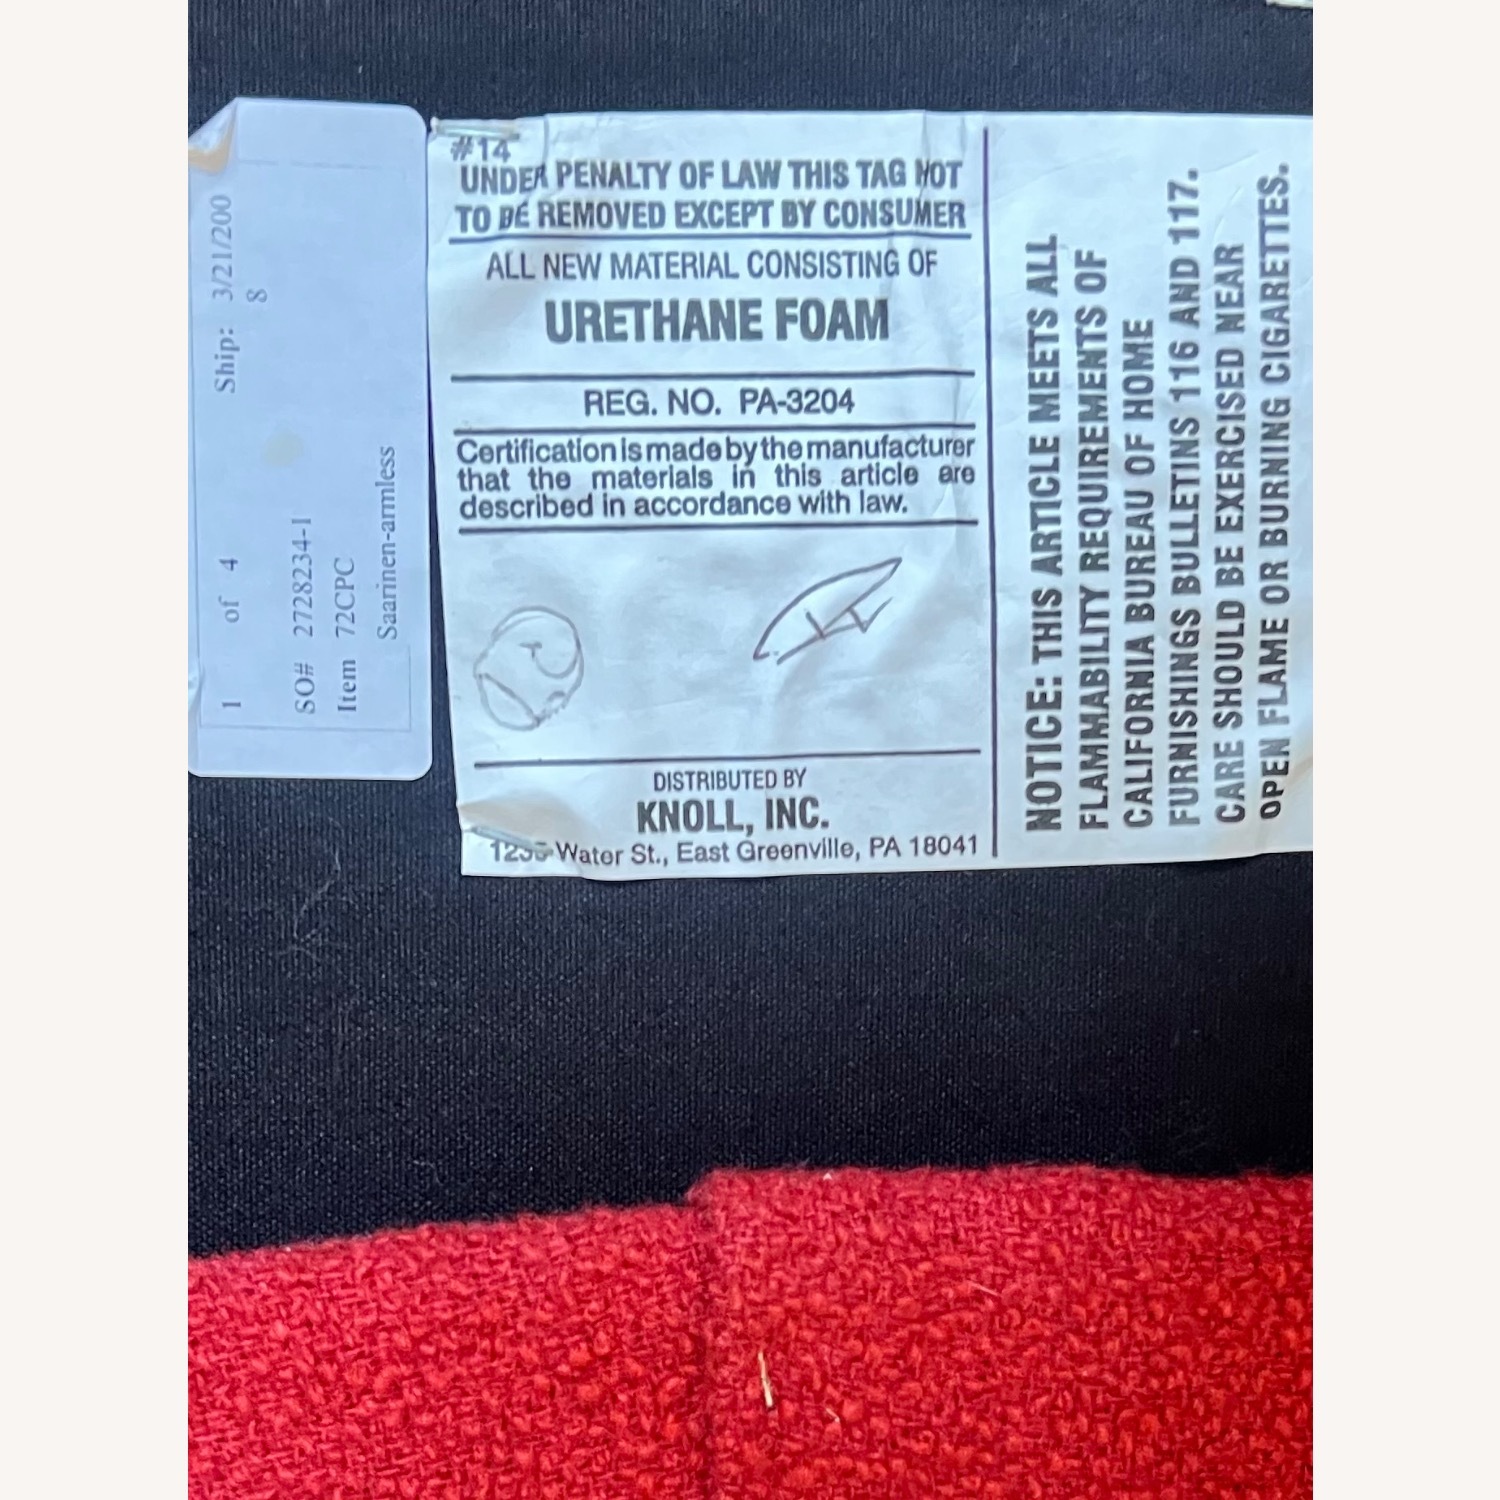 1 of 4 Ship: 3/21/200
8
SO# 2728234-1
Item 72CPC
Saarinen-armless
#14
UNDER PENALTY OF LAW THIS TAG NOT
TO BE REMOVED EXCEPT BY CONSUMER
ALL NEW MATERIAL CONSISTING OF
URETHANE FOAM
REG. NO. PA-3204
Certification is made by the manufacturer
that the materials in this article are
described in accordance with law.
DISTRIBUTED BY
KNOLL, INC.
Water St., East Greenville, PA 18041
NOTICE: THIS ARTICLE MEETS ALL
FLAMMABILITY REQUIREMENTS OF
CALIFORNIA BUREAU OF HOME
FURNISHINGS BULLETINS 116 AND 117.
CARE SHOULD BE EXERCISED NEAR
OPEN FLAME OR BURNING CIGARETTES.